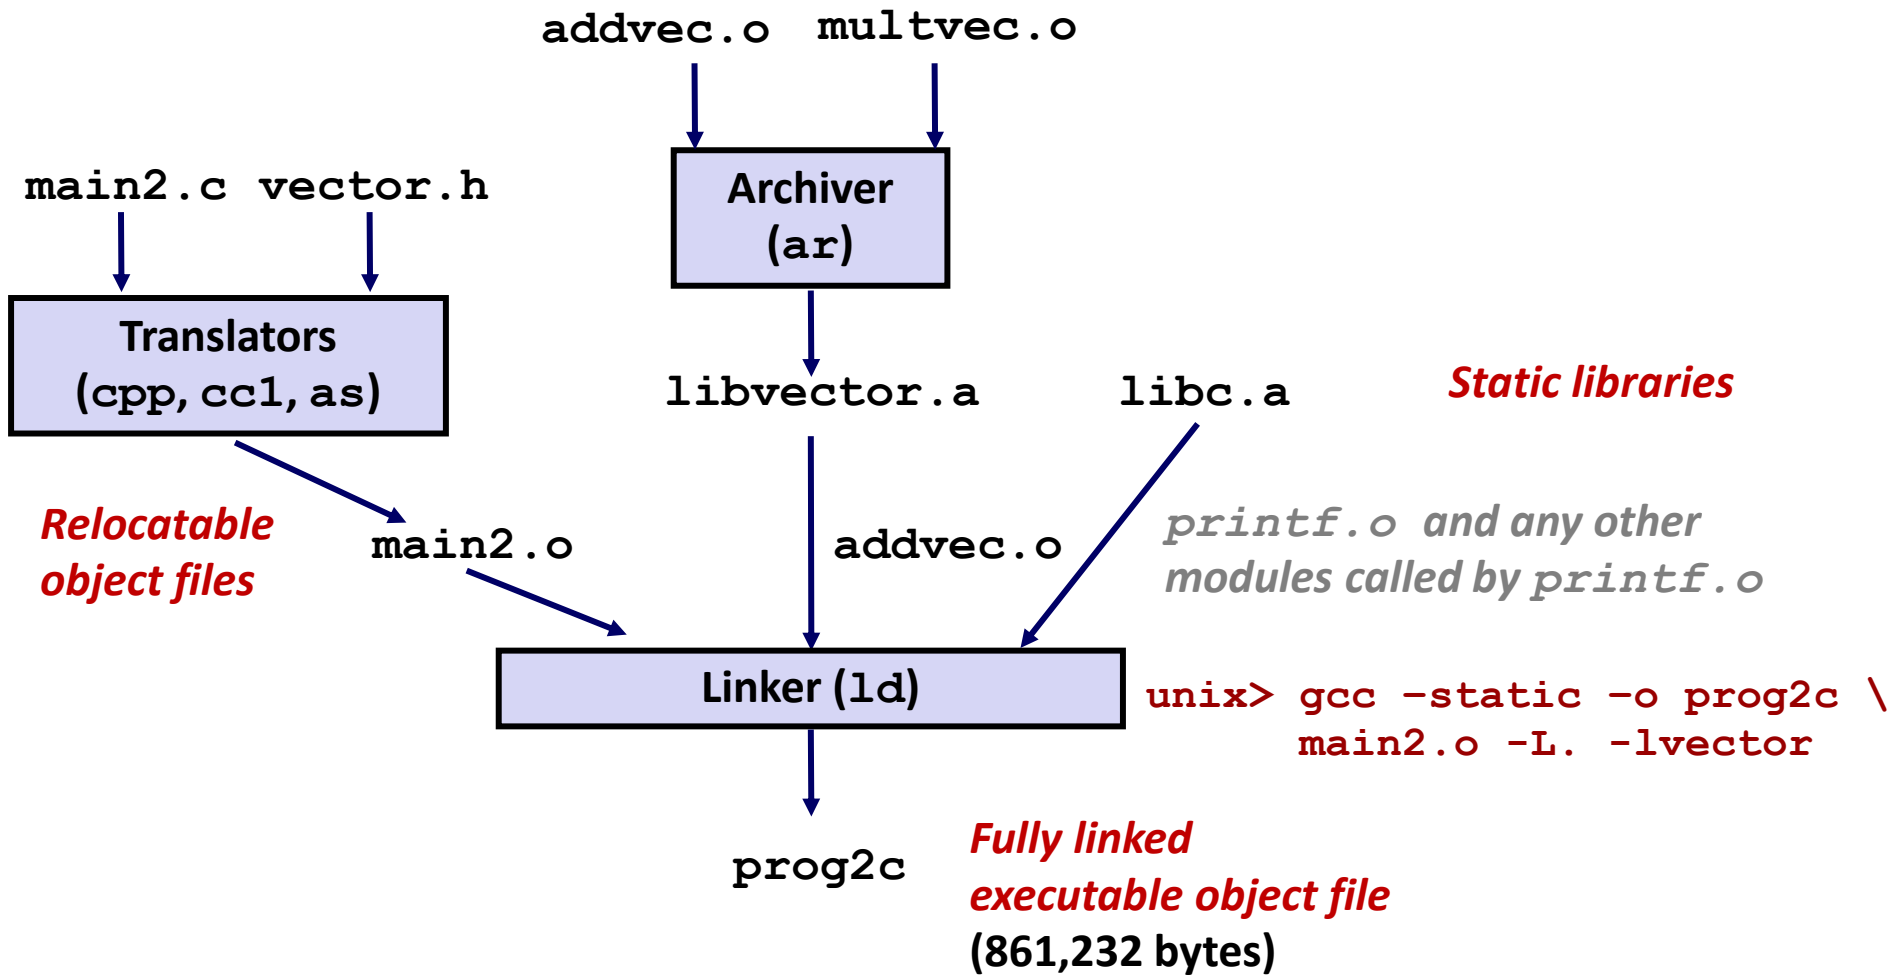 addvec.o multvec.o
main2.c vector.h
Archiver
(ar)
Translators
(cpp, cc1, as)
libvector.a
libc.a
Static libraries
Relocatable
object files
main2.o
addvec.o
printf.o and any other
modules called by printf.o
Linker (ld)
unix> gcc –static –o prog2c \
main2.o -L. -lvector
prog2c
Fully linked
executable object file
(861,232 bytes)